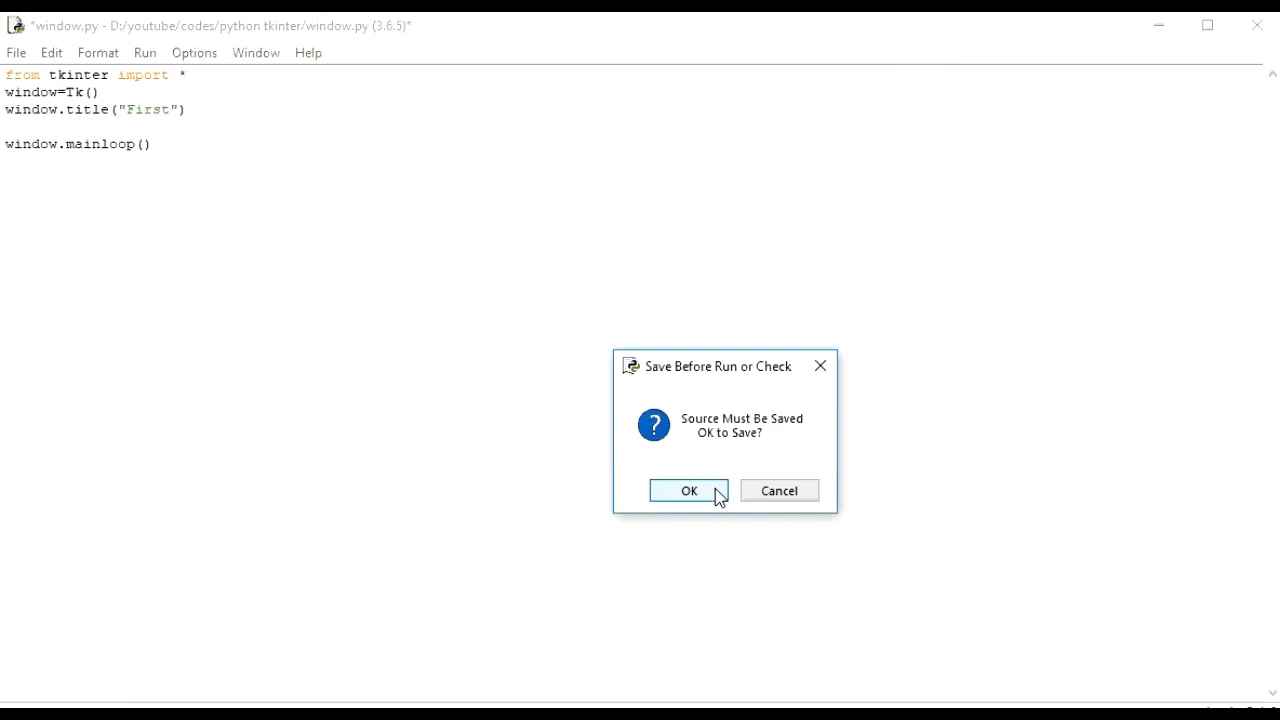 *window.py - D:/youtube/codes/python tkinter/window.py (3.6.5)*
File Edit Format Run Options Window Help
from tkinter import *
window=Tk()
window.title("First")
window.mainloop()
Save Before Run or Check
Source Must Be Saved
OK to Save?
OK Cancel